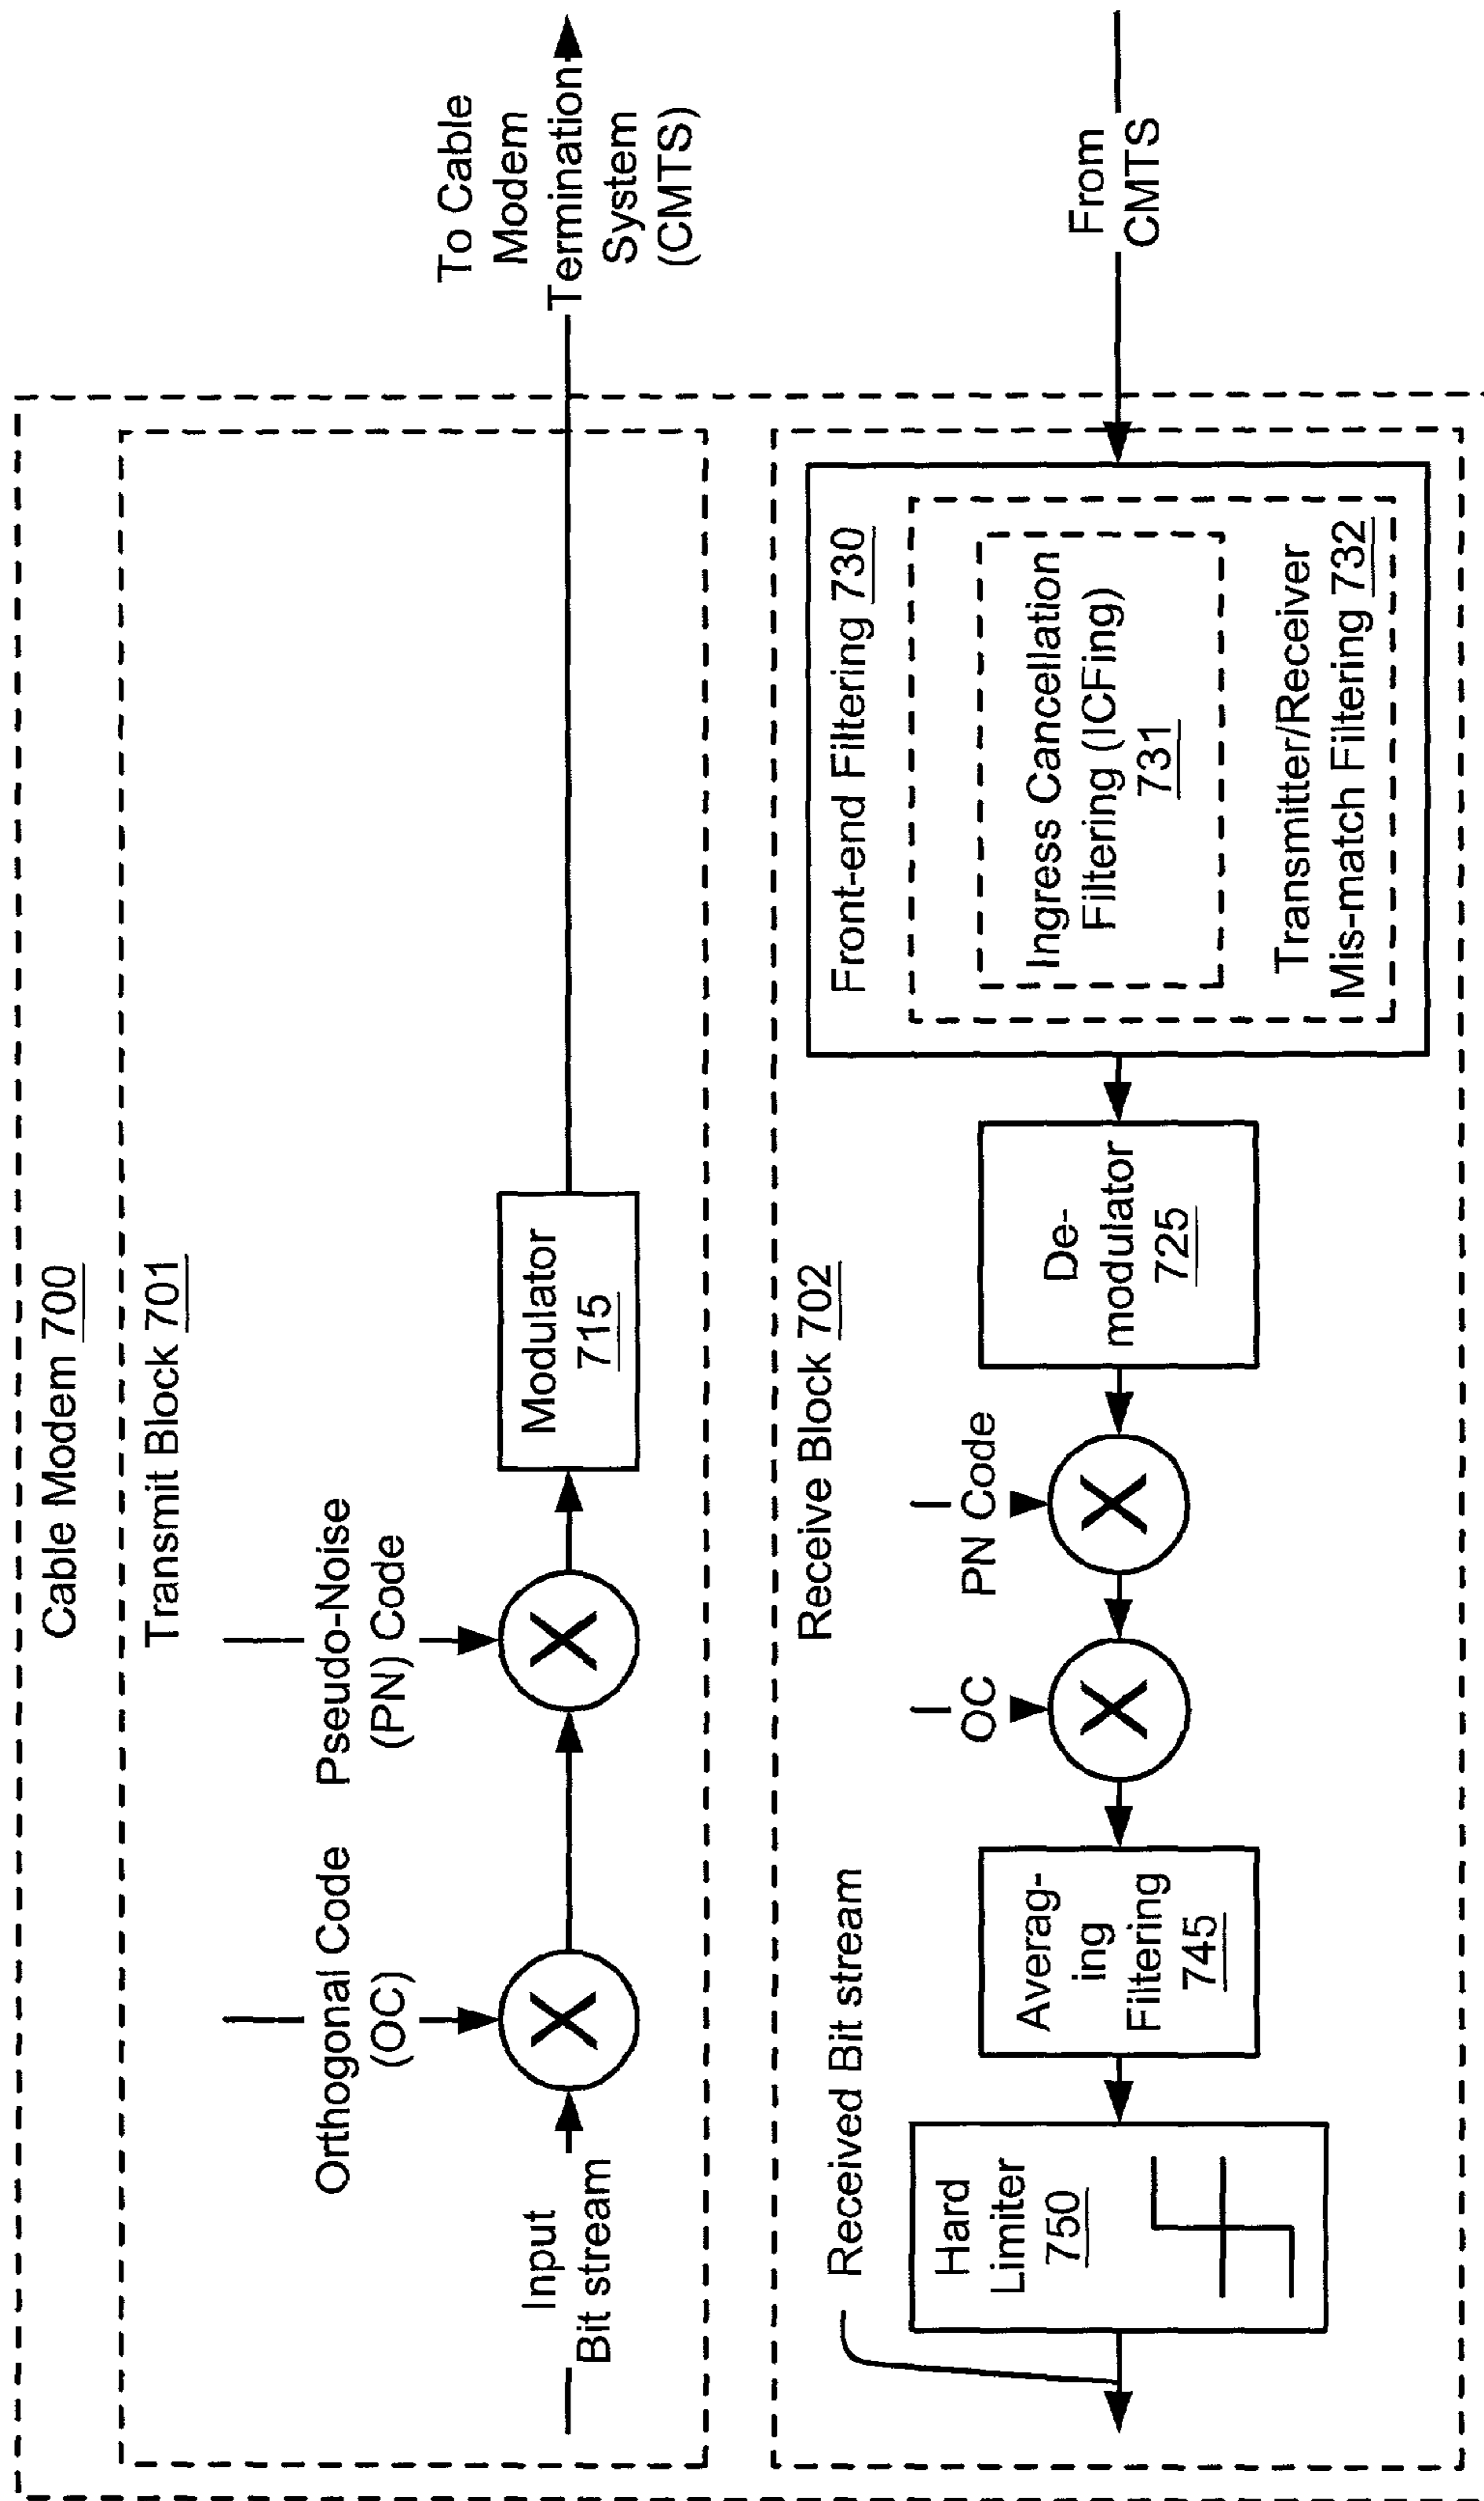 Cable Modem 700
Transmit Block 701
Orthogonal Code
(OC)
Pseudo-Noise
(PN) Code
Input
Bit stream
X
X
Modulator
715
To Cable
Modem
Termination
System
(CMTS)
Receive Block 702
Received Bit stream
Hard
Limiter
750
Averag-
ing
Filtering
745
OC
X
PN Code
X
De-
modulator
725
Front-end Filtering 730
Ingress Cancellation
Filtering (ICFing)
731
Transmitter/Receiver
Mis-match Filtering 732
From
CMTS